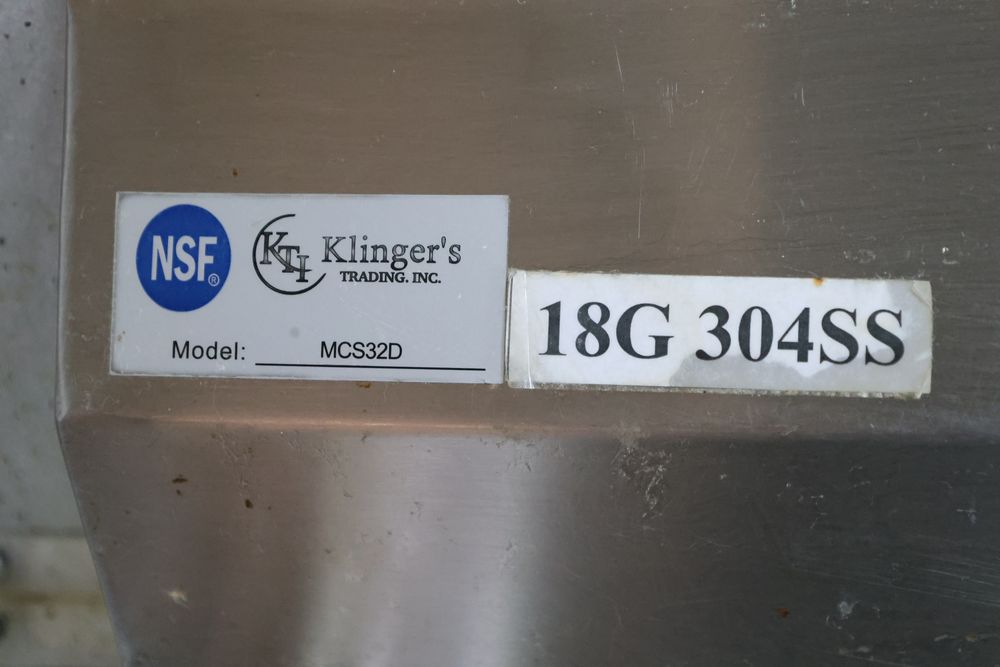 NSF®
KTI Klinger's
TRADING. INC.
Model: MCS32D
18G 304SS